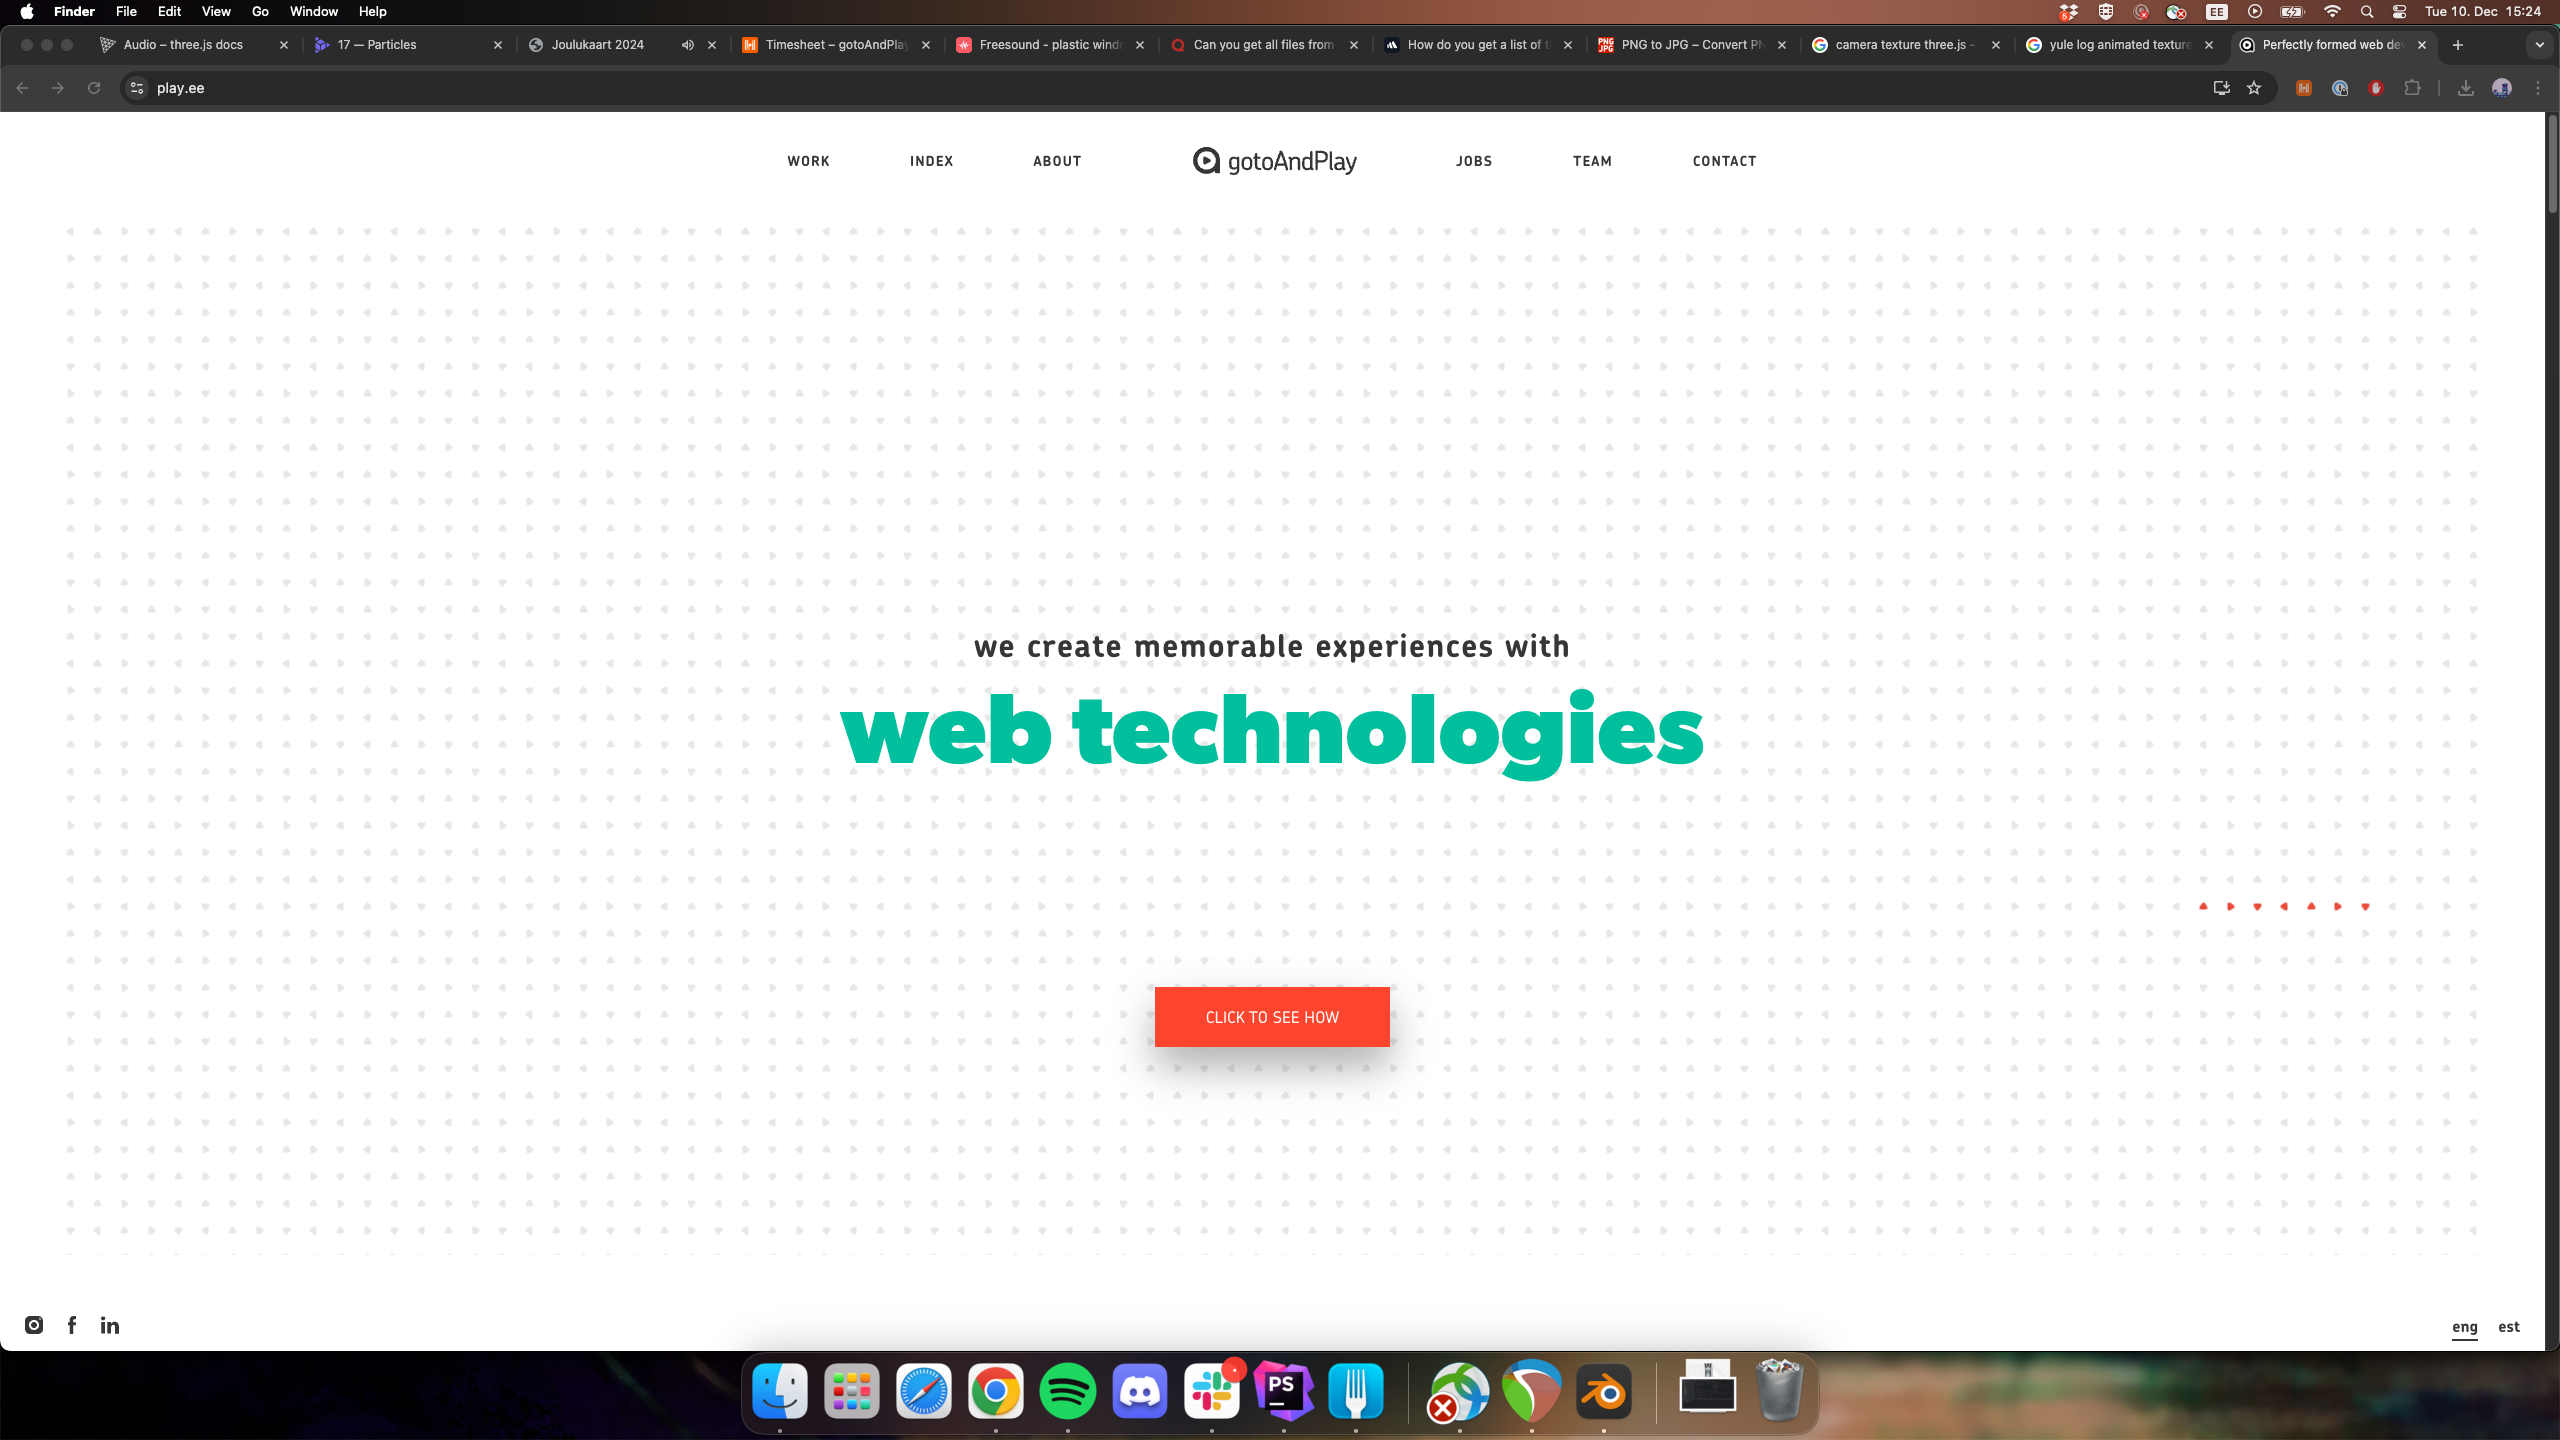 Finder File Edit View Go Window Help EE Tue 10. Dec 15:24
Audio – three.js docs 17 — Particles Joulukaart 2024 Timesheet – gotoAndPlay Freesound - plastic wind Can you get all files from How do you get a list of PNG to JPG – Convert camera texture three.js - yule log animated texture Perfectly formed web
play.ee
WORK INDEX ABOUT gotoAndPlay JOBS TEAM CONTACT
we create memorable experiences with
web technologies
CLICK TO SEE HOW
eng est
PS